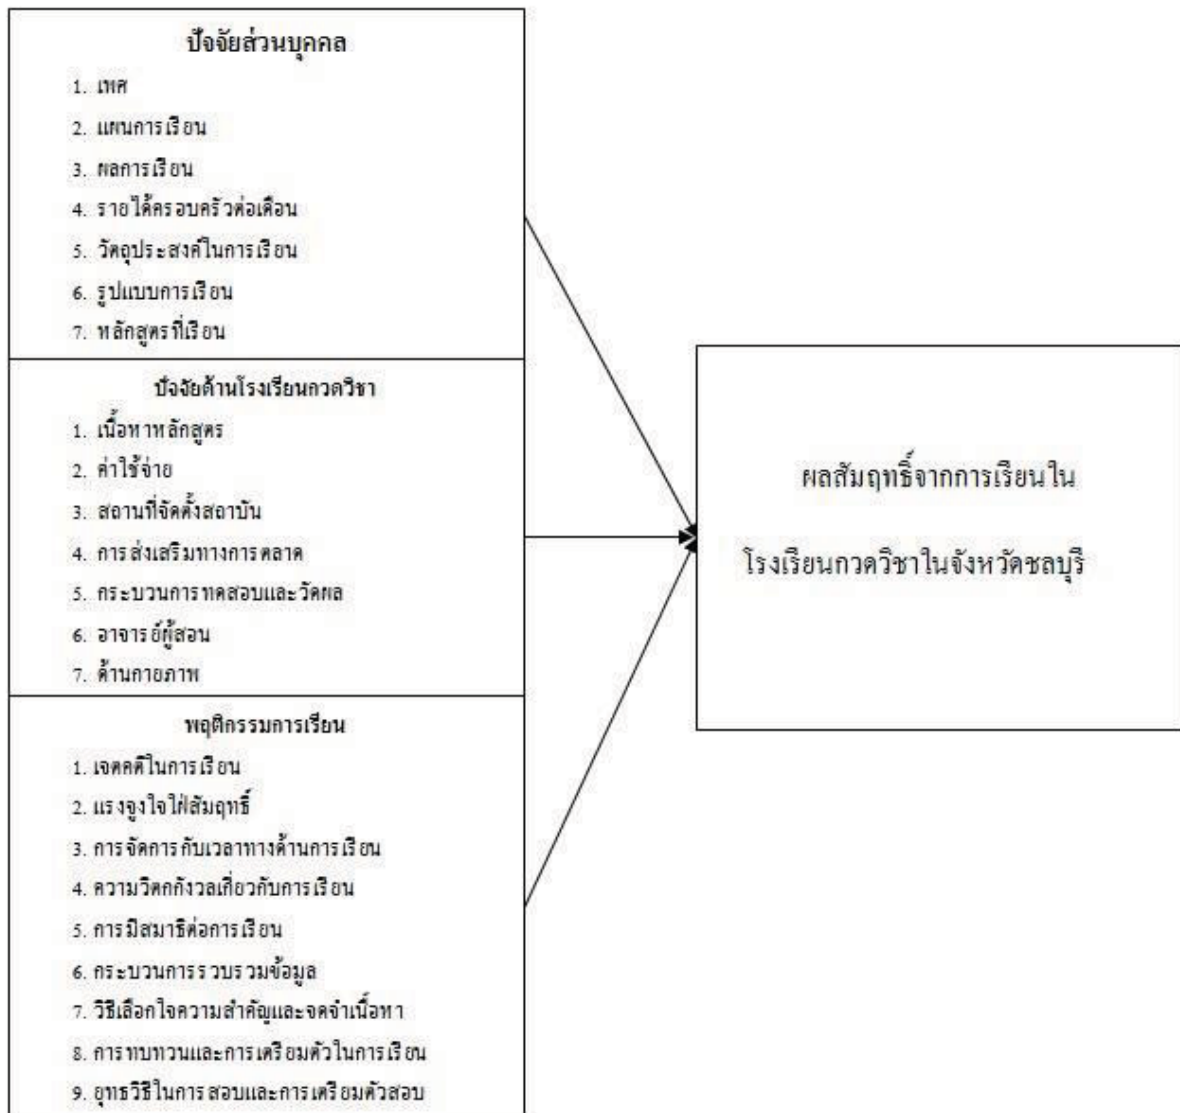 ปัจจัยส่วนบุคคล
1. เพศ
2. แผนการเรียน
3. ผลการเรียน
4. รายได้ครอบครัวต่อเดือน
5. วัตถุประสงค์ในการเรียน
6. รูปแบบการเรียน
7. หลักสูตรที่เรียน
ปัจจัยด้านโรงเรียนกวดวิชา
1. เนื้อหาหลักสูตร
2. ค่าใช้จ่าย
3. สถานที่จัดตั้งสถาบัน
4. การส่งเสริมทางการตลาด
5. กระบวนการทดสอบและวัดผล
6. อาจารย์ผู้สอน
7. ด้านกายภาพ
พฤติกรรมการเรียน
1. เจตคติในการเรียน
2. แรงจูงใจใฝ่สัมฤทธิ์
3. การจัดการกับเวลาทางด้านการเรียน
4. ความวิตกกังวลเกี่ยวกับการเรียน
5. การมีสมาธิต่อการเรียน
6. กระบวนการรวบรวมข้อมูล
7. วิธีเลือกใจความสำคัญและจดจำเนื้อหา
8. การทบทวนและการเตรียมตัวในการเรียน
9. ยุทธวิธีในการสอบและการเตรียมตัวสอบ
ผลสัมฤทธิ์จากการเรียนใน
โรงเรียนกวดวิชาในจังหวัดชลบุรี